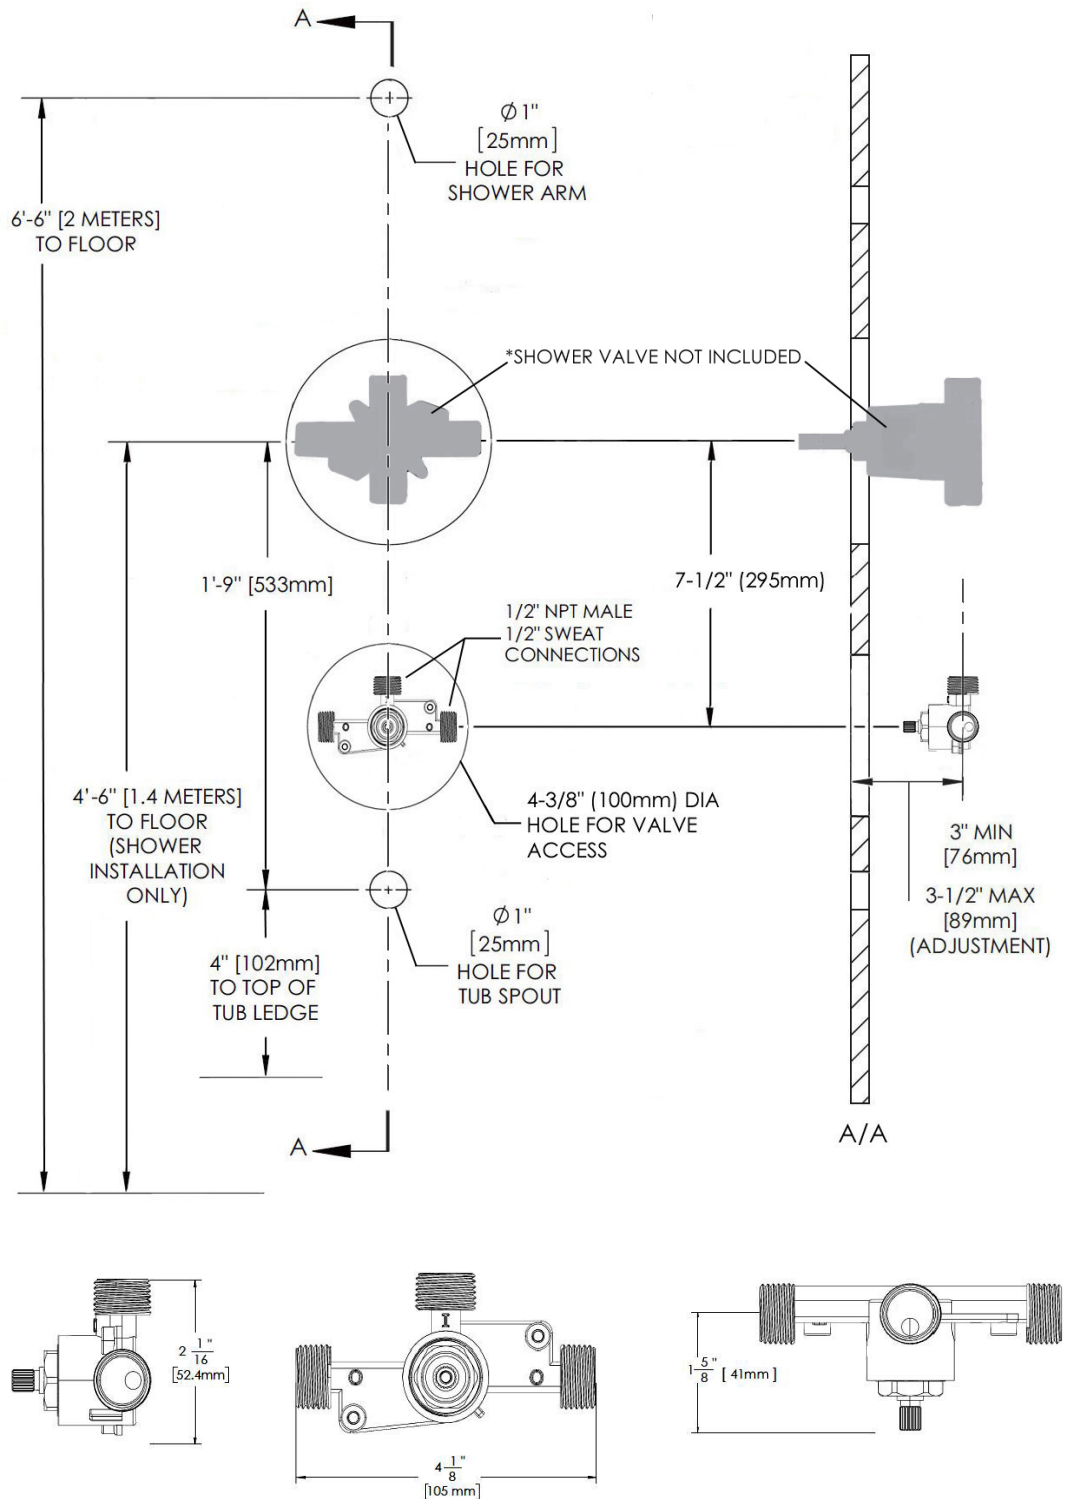 A
Ø 1"
[25mm]
HOLE FOR
SHOWER ARM
6'-6" [2 METERS]
TO FLOOR
*SHOWER VALVE NOT INCLUDED
1'-9" [533mm]
7-1/2" (295mm)
1/2" NPT MALE
1/2" SWEAT
CONNECTIONS
4'-6" [1.4 METERS]
TO FLOOR
(SHOWER
INSTALLATION
ONLY)
4-3/8" (100mm) DIA
HOLE FOR VALVE
ACCESS
3" MIN
[76mm]
3-1/2" MAX
[89mm]
(ADJUSTMENT)
Ø 1"
[25mm]
HOLE FOR
TUB SPOUT
4" [102mm]
TO TOP OF
TUB LEDGE
A
A/A
2 1/16"
[52.4mm]
I
4 1/8"
[105 mm]
1 5/8" [ 41mm ]